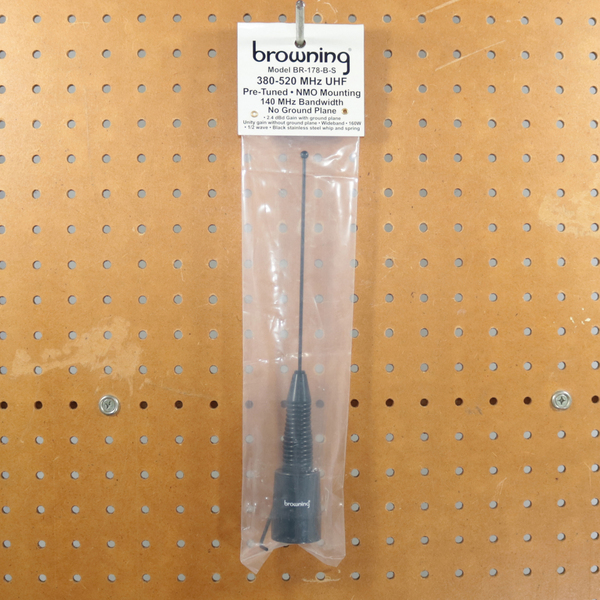 browning®
Model BR-178-B-S
380-520 MHz UHF
Pre-Tuned • NMO Mounting
140 MHz Bandwidth
No Ground Plane
• 2.4 dBd Gain with ground plane •
Unity gain without ground plane • Wideband • 160W
• 1/2 wave • Black stainless steel whip and spring
browning